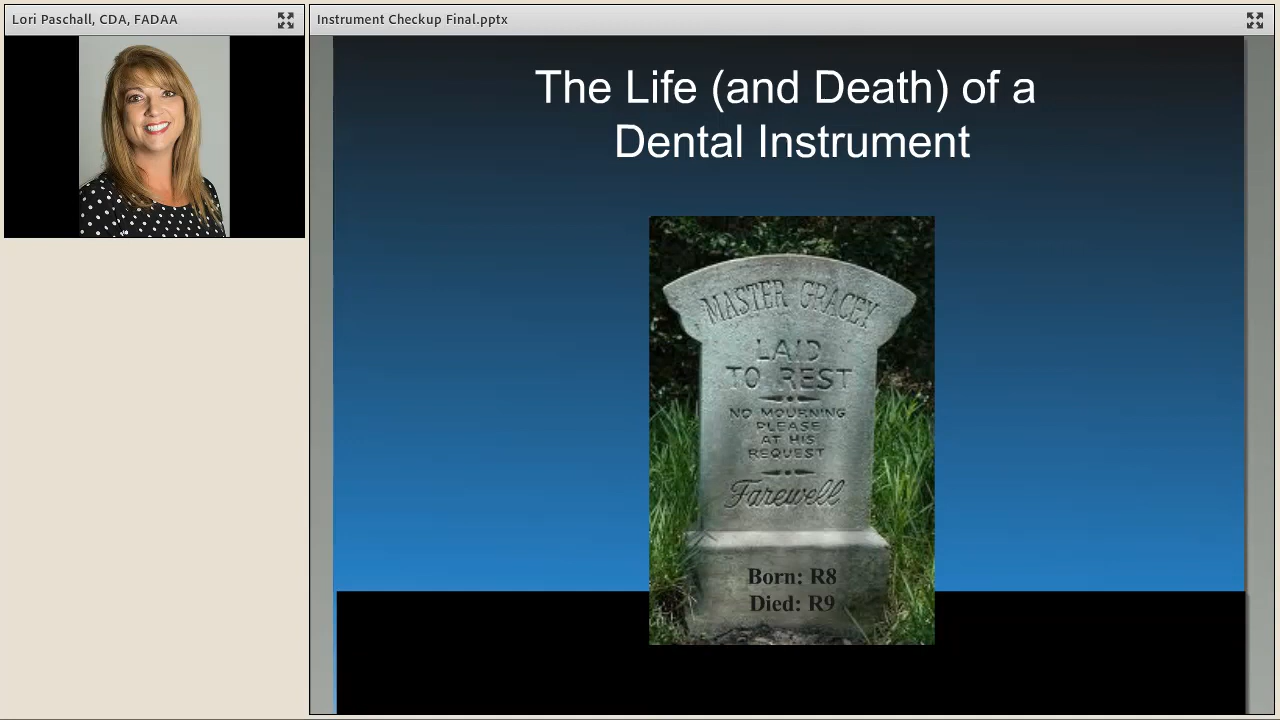 Lori Paschall, CDA, FADAA
Instrument Checkup Final.pptx
The Life (and Death) of a
Dental Instrument
MASTER GRACEY
LAID
TO REST
NO MOURNING
PLEASE
AT HIS
REQUEST
Farewell
Born: R8
Died: R9